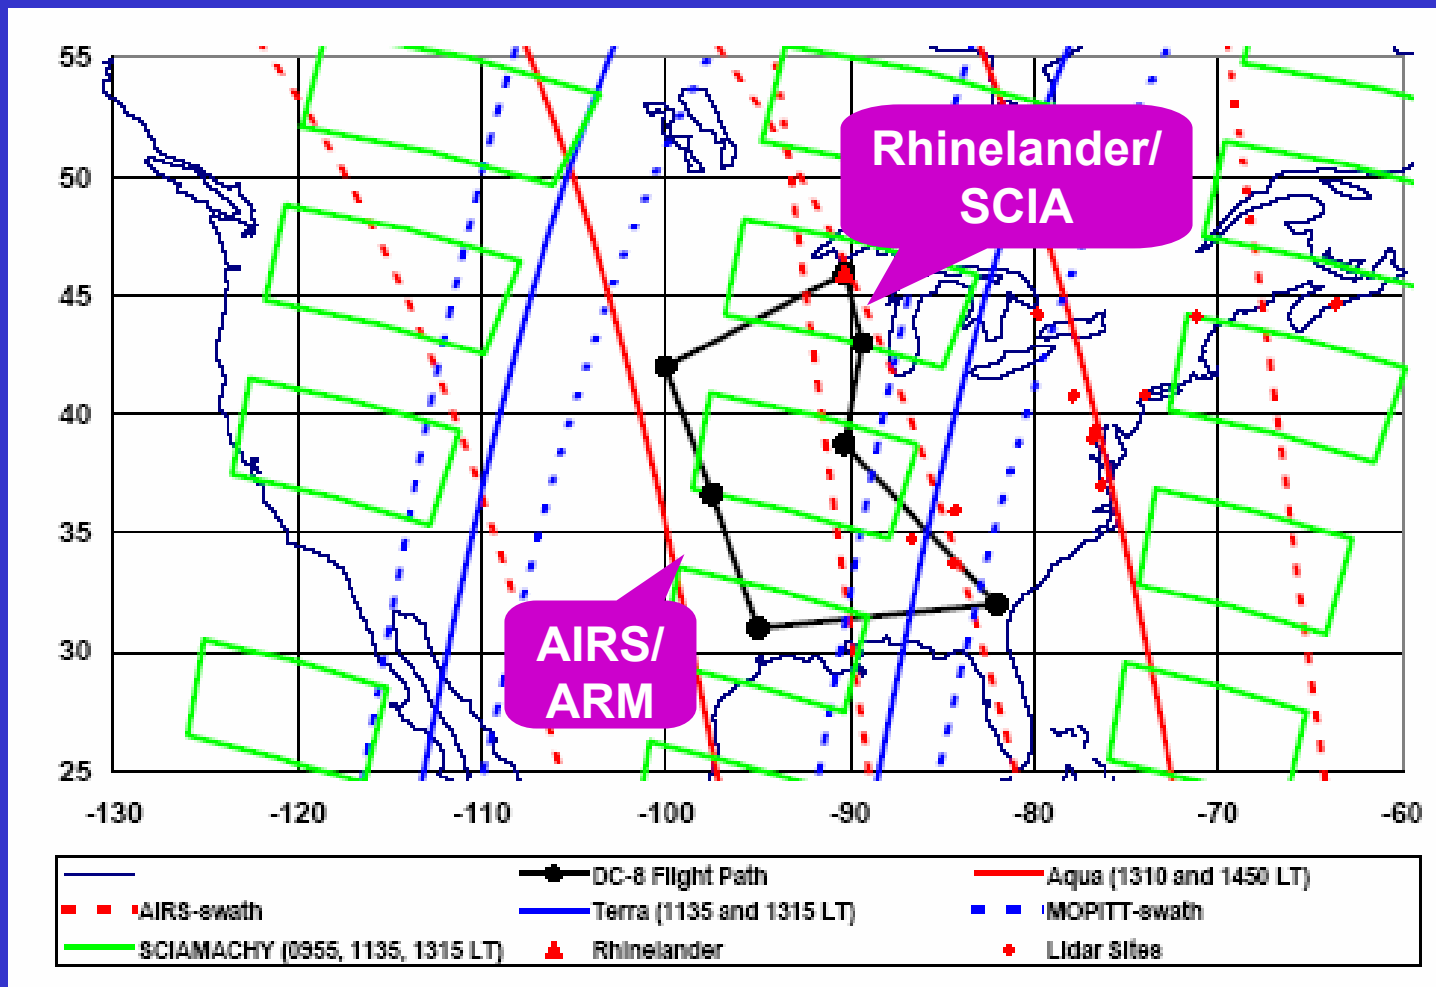 55
50
45
40
35
30
25
-130 -120 -110 -100 -90 -80 -70 -60
Rhinelander/
SCIA
AIRS/
ARM
DC-8 Flight Path
Aqua (1310 and 1450 LT)
AIRS-swath
Terra (1135 and 1315 LT)
MOPITT-swath
SCIAMACHY (0955, 1135, 1315 LT)
Rhinelander
Lidar Sites